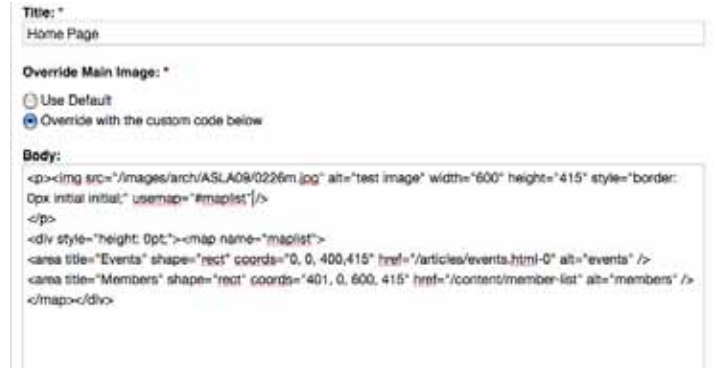 Title: *
Home Page
Override Main Image: *
Use Default
Override with the custom code below
Body:
<p><img src="/images/arch/ASLA09/0226m.jpg" alt="test image" width="600" height="415" style="border:
0px initial initial;" usemap="#maplist"/>
</p>
<div style="height: 0pt;"><map name="maplist">
<area title="Events" shape="rect" coords="0, 0, 400,415" href="/articles/events.html-0" alt="events" />
<area title="Members" shape="rect" coords="401, 0, 600, 415" href="/content/member-list" alt="members" />
</map></div>